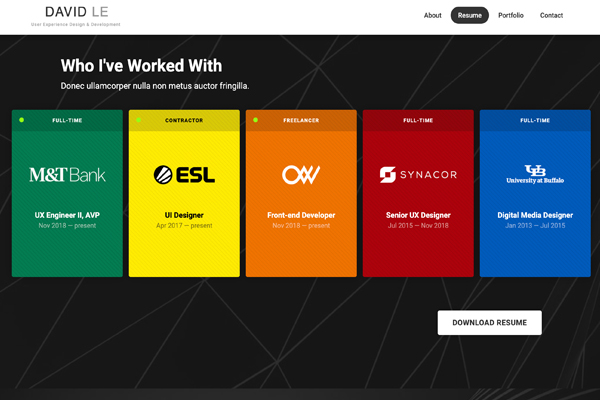 DAVID LE
User Experience Design & Development
About
Resume
Portfolio
Contact
Who I've Worked With
Donec ullamcorper nulla non metus auctor fringilla.
FULL-TIME
M&T Bank
UX Engineer II, AVP
Nov 2018 — present
CONTRACTOR
ESL
UI Designer
Apr 2017 — present
FREELANCER
Front-end Developer
Nov 2018 — present
FULL-TIME
SYNACOR
Senior UX Designer
Jul 2015 — Nov 2018
FULL-TIME
UB
University at Buffalo
Digital Media Designer
Jan 2013 — Jul 2015
DOWNLOAD RESUME